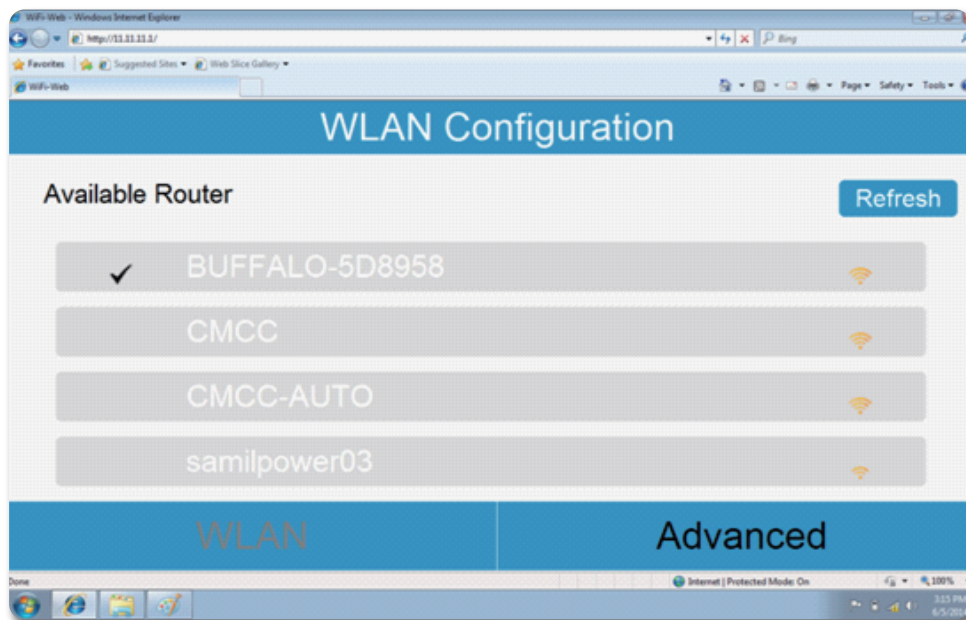 WiFi-Web - Windows Internet Explorer
http://11.11.11.1/
Bing
Favorites Suggested Sites Web Slice Gallery
WiFi-Web Page Safety Tools
WLAN Configuration
Available Router Refresh
BUFFALO-5D8958
CMCC
CMCC-AUTO
samilpower03
WLAN Advanced
Done Internet | Protected Mode: On 100%
3:15 PM
6/5/2014